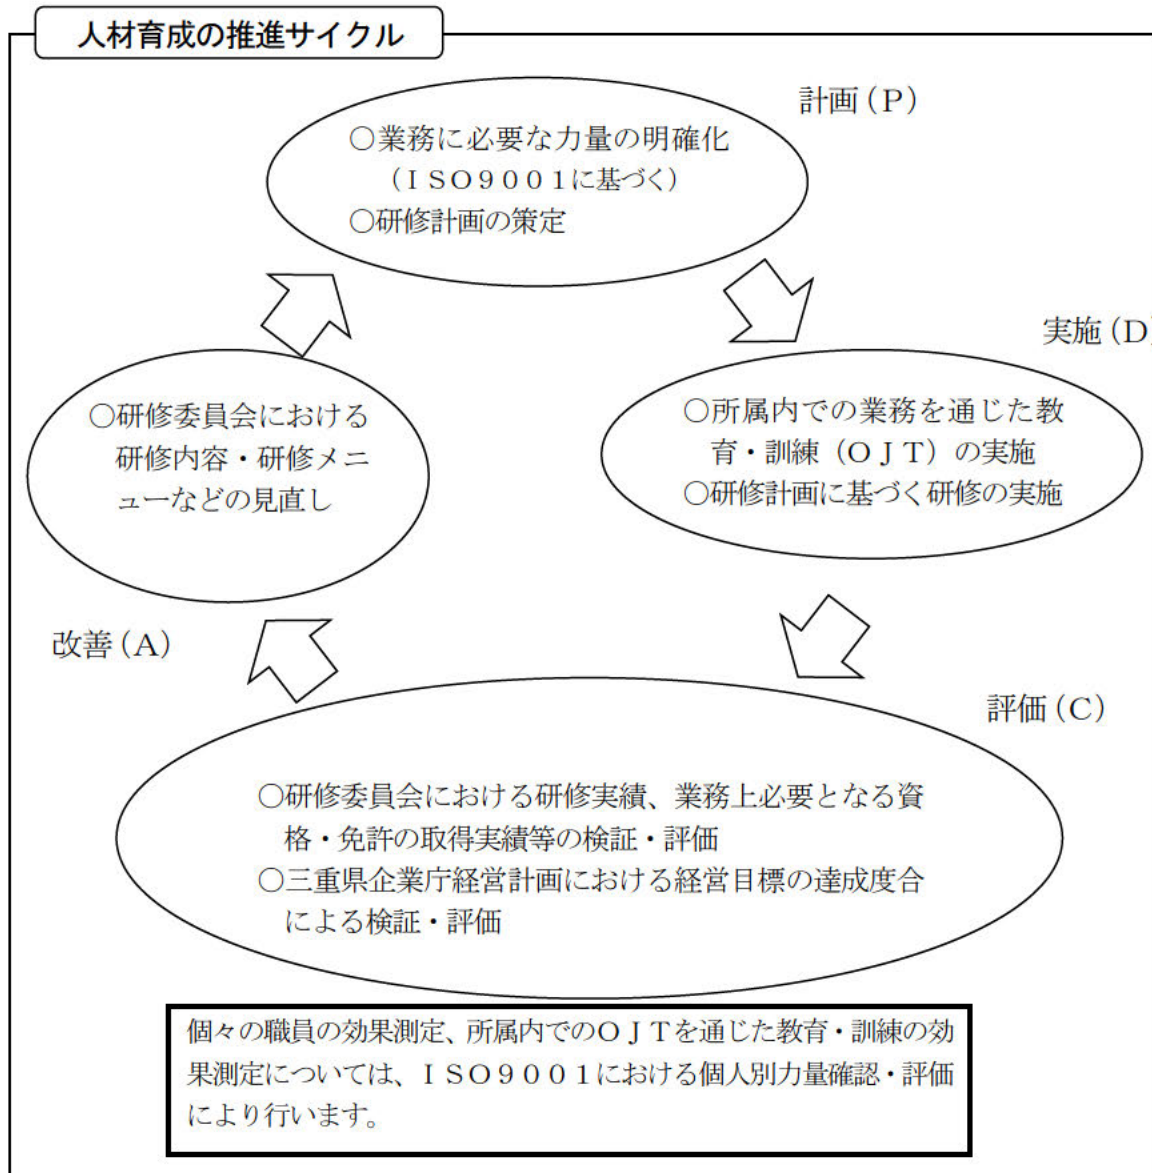 人材育成の推進サイクル
計画(P)
○業務に必要な力量の明確化
(ISO9001に基づく)
○研修計画の策定
実施(D)
○所属内での業務を通じた教
育・訓練(OJT)の実施
○研修計画に基づく研修の実施
評価(C)
○研修委員会における研修実績、業務上必要となる資
格・免許の取得実績等の検証・評価
○三重県企業庁経営計画における経営目標の達成度合
による検証・評価
改善(A)
○研修委員会における
研修内容・研修メニ
ューなどの見直し
個々の職員の効果測定、所属内でのOJTを通じた教育・訓練の効
果測定については、ISO9001における個人別力量確認・評価
により行います。